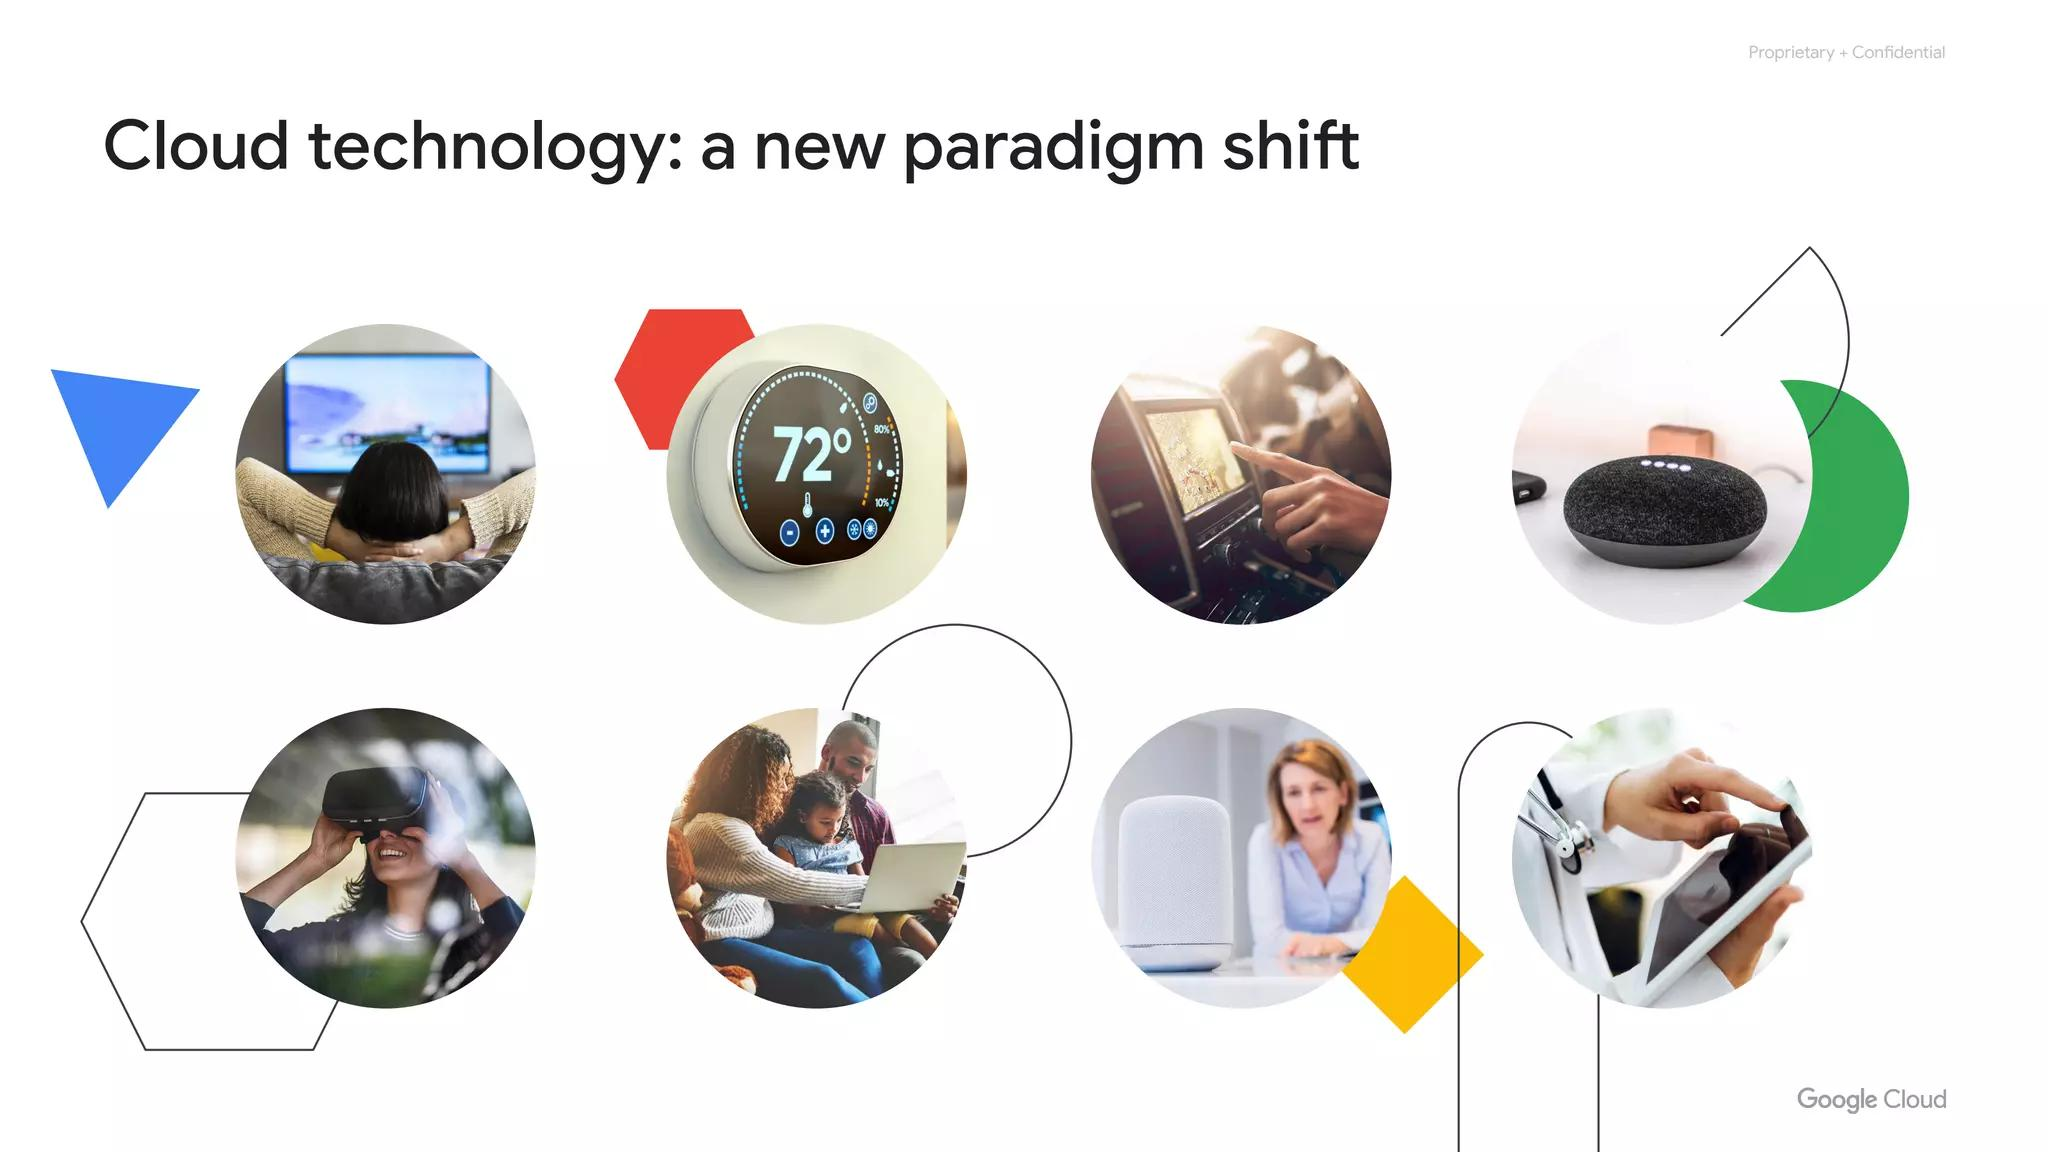 Proprietary + Confidential
Cloud technology: a new paradigm shift
80%
72°
10%
- +
Google Cloud